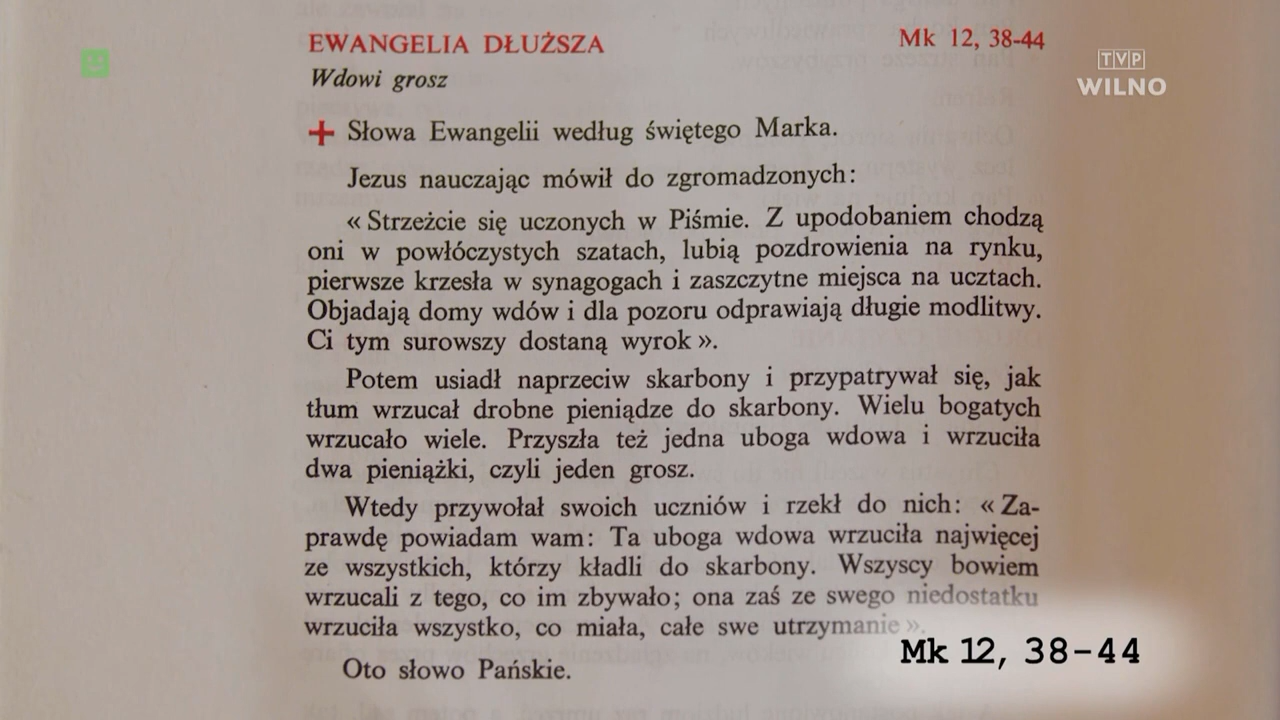 EWANGELIA DŁUŻSZA
Mk 12, 38-44
TVP
WILNO
Wdowi grosz
+ Słowa Ewangelii według świętego Marka.
Jezus nauczając mówił do zgromadzonych:
« Strzeżcie się uczonych w Piśmie. Z upodobaniem chodzą
oni w powłóczystych szatach, lubią pozdrowienia na rynku,
pierwsze krzesła w synagogach i zaszczytne miejsca na ucztach.
Objadają domy wdów i dla pozoru odprawiają długie modlitwy.
Ci tym surowszy dostaną wyrok ».
Potem usiadł naprzeciw skarbony i przypatrywał się, jak
tłum wrzucał drobne pieniądze do skarbony. Wielu bogatych
wrzucało wiele. Przyszła też jedna uboga wdowa i wrzuciła
dwa pieniążki, czyli jeden grosz.
Wtedy przywołał swoich uczniów i rzekł do nich: « Za-
prawdę powiadam wam: Ta uboga wdowa wrzuciła najwięcej
ze wszystkich, którzy kładli do skarbony. Wszyscy bowiem
wrzucali z tego, co im zbywało; ona zaś ze swego niedostatku
wrzuciła wszystko, co miała, całe swe utrzymanie ».
Oto słowo Pańskie.
Mk 12, 38-44